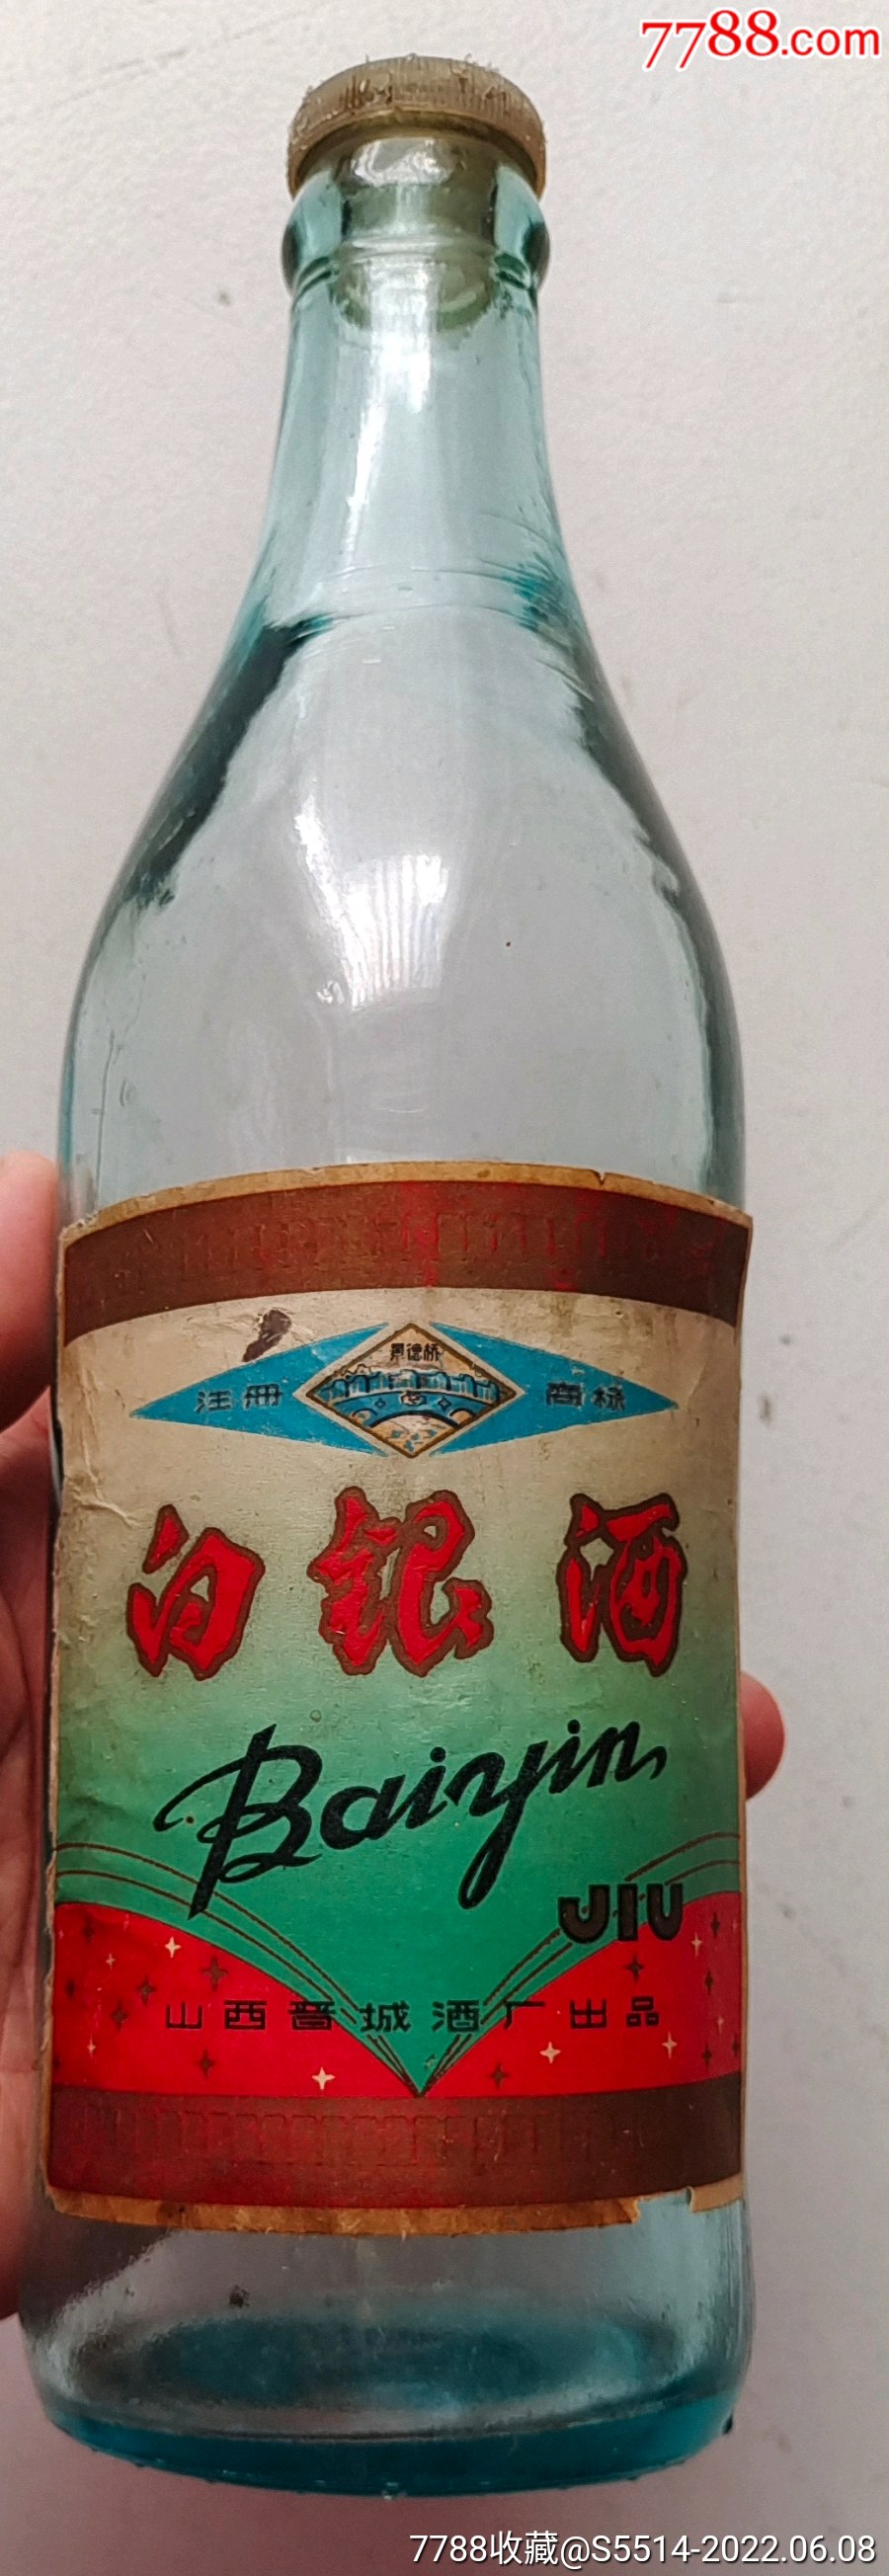 7788.com
景德桥
注册 商标
白银酒
Baiyin
JIU
山西晋城酒厂出品
7788收藏@S5514-2022.06.08